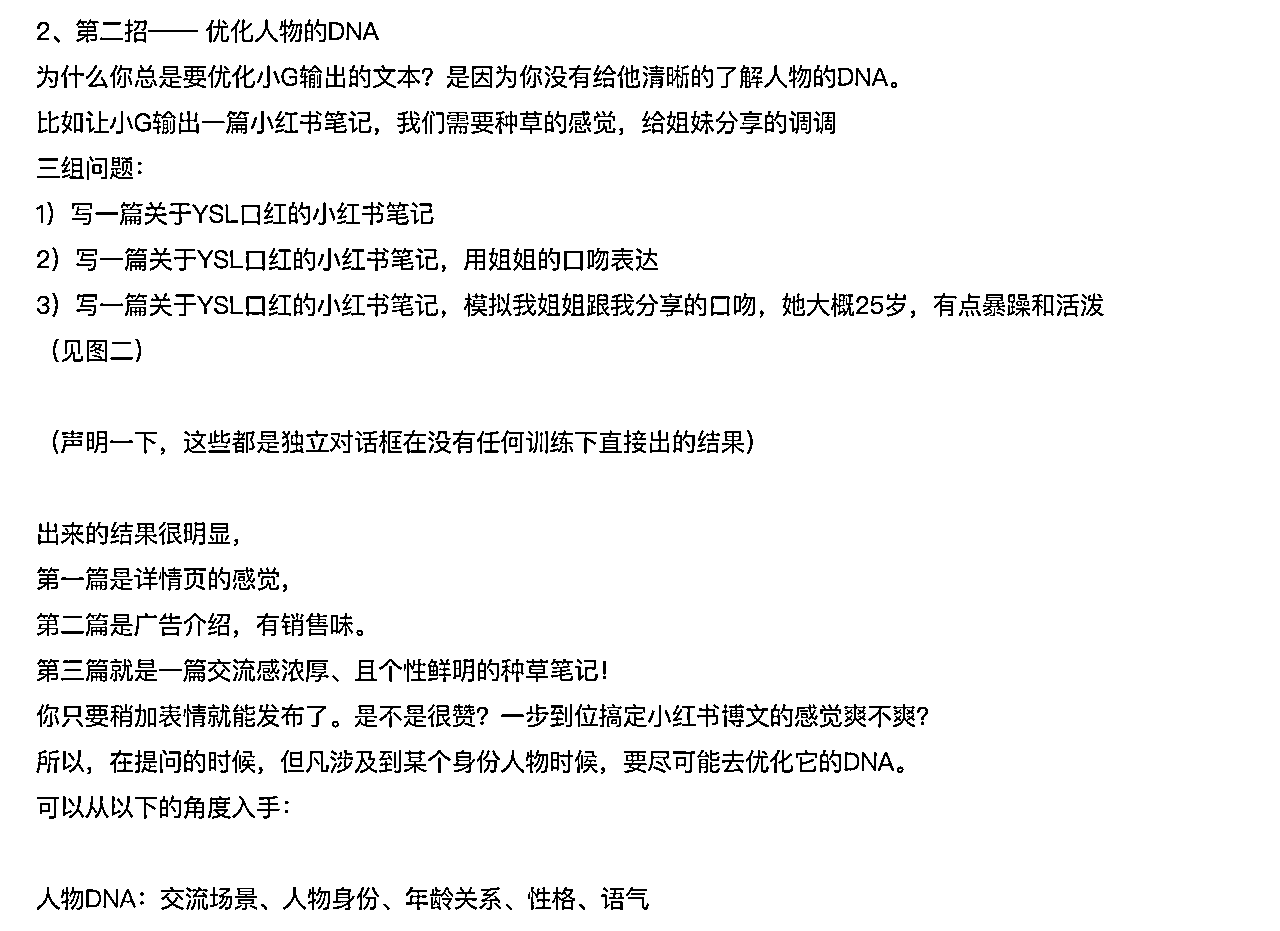 2、第二招—— 优化人物的DNA
为什么你总是要优化小G输出的文本？是因为你没有给他清晰的了解人物的DNA。
比如让小G输出一篇小红书笔记，我们需要种草的感觉，给姐妹分享的调调
三组问题：
1）写一篇关于YSL口红的小红书笔记
2）写一篇关于YSL口红的小红书笔记，用姐姐的口吻表达
3）写一篇关于YSL口红的小红书笔记，模拟我姐姐跟我分享的口吻，她大概25岁，有点暴躁和活泼
（见图二）
（声明一下，这些都是独立对话框在没有任何训练下直接出的结果）
出来的结果很明显，
第一篇是详情页的感觉，
第二篇是广告介绍，有销售味。
第三篇就是一篇交流感浓厚、且个性鲜明的种草笔记！
你只要稍加表情就能发布了。是不是很赞？一步到位搞定小红书博文的感觉爽不爽？
所以，在提问的时候，但凡涉及到某个身份人物时候，要尽可能去优化它的DNA。
可以从以下的角度入手：
人物DNA：交流场景、人物身份、年龄关系、性格、语气